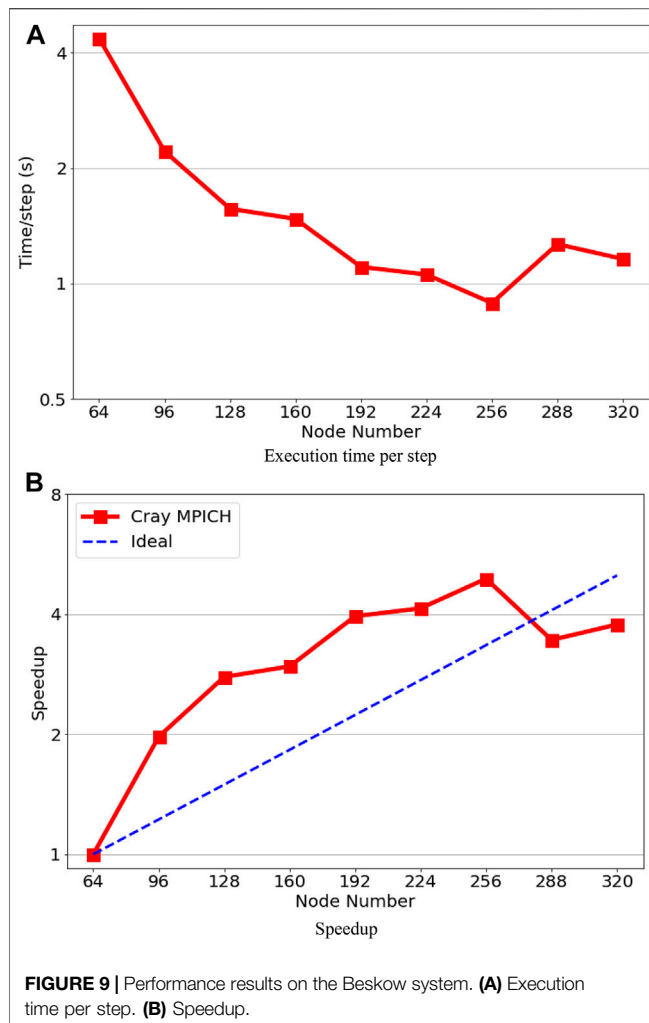 A
4
2
1
0.5
Time/step (s)
64 96 128 160 192 224 256 288 320
Node Number
Execution time per step
B
8
4
2
1
Speedup
Cray MPICH
Ideal
64 96 128 160 192 224 256 288 320
Node Number
Speedup
FIGURE 9 | Performance results on the Beskow system. (A) Execution
time per step. (B) Speedup.